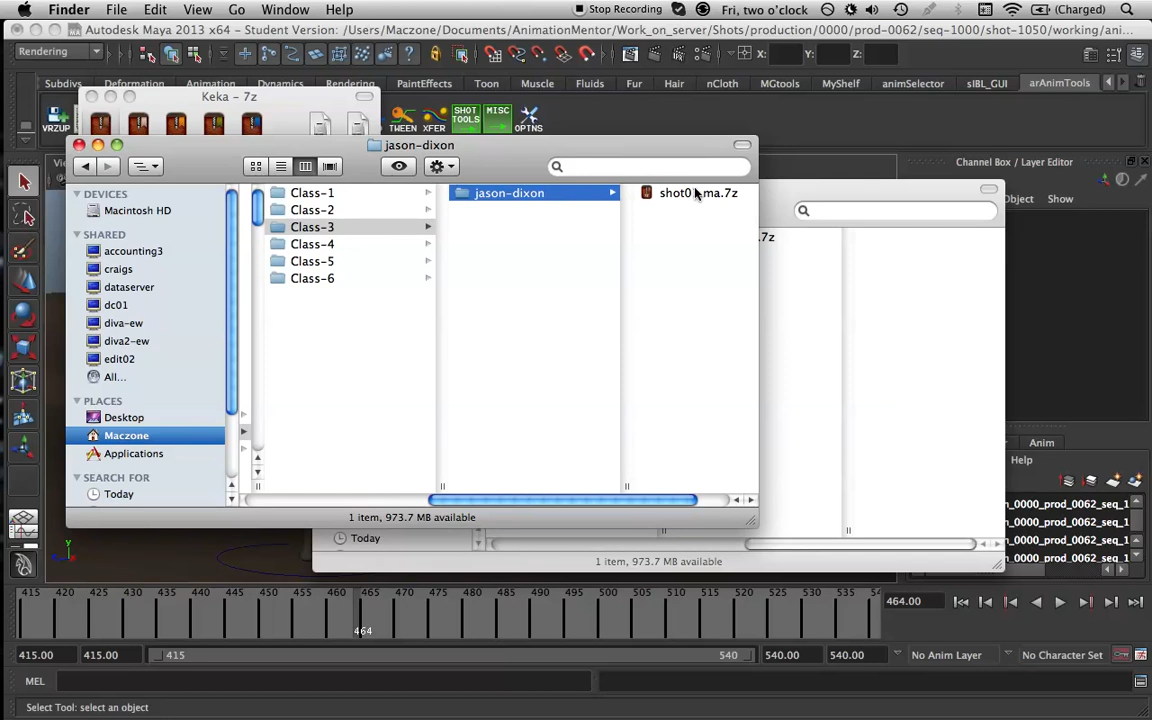 Finder File Edit View Go Window Help Stop Recording Fri, two o'clock (Charged)
Autodesk Maya 2013 x64 - Student Version: /Users/Maczone/Documents/AnimationMentor/Work_on_server/Shots/production/0000/prod-0062/seq-1000/shot-1050/working/ani...
Rendering X: Y: Z:
Subdivs Deformation Animation Dynamics Rendering PaintEffects Toon Muscle Fluids Fur Hair nCloth MGtools MyShelf animSelector sIBL_GUI arAnimTools
Keka - 7z
VRZUP TWEEN XFER SHOT TOOLS MISC OPTNS
jason-dixon
Channel Box / Layer Editor
Object Show
DEVICES
Macintosh HD
SHARED
accounting3
craigs
dataserver
dc01
diva-ew
diva2-ew
edit02
All...
PLACES
Desktop
Maczone
Applications
SEARCH FOR
Today
Class-1
Class-2
Class-3
Class-4
Class-5
Class-6
jason-dixon
ma.7z
.7z
1 item, 973.7 MB available
Today
1 item, 973.7 MB available
Anim
Help
_0000_prod_0062_seq_1
_0000_prod_0062_seq_1
_0000_prod_0062_seq_1
_0000_prod_0062_seq_1
415 420 425 430 435 440 445 450 455 460 465 470 475 480 485 490 495 500 505 510 515 520 525 530 535 54
464
464.00
415.00 415.00 415 540 540.00 540.00 No Anim Layer No Character Set
MEL
Select Tool: select an object